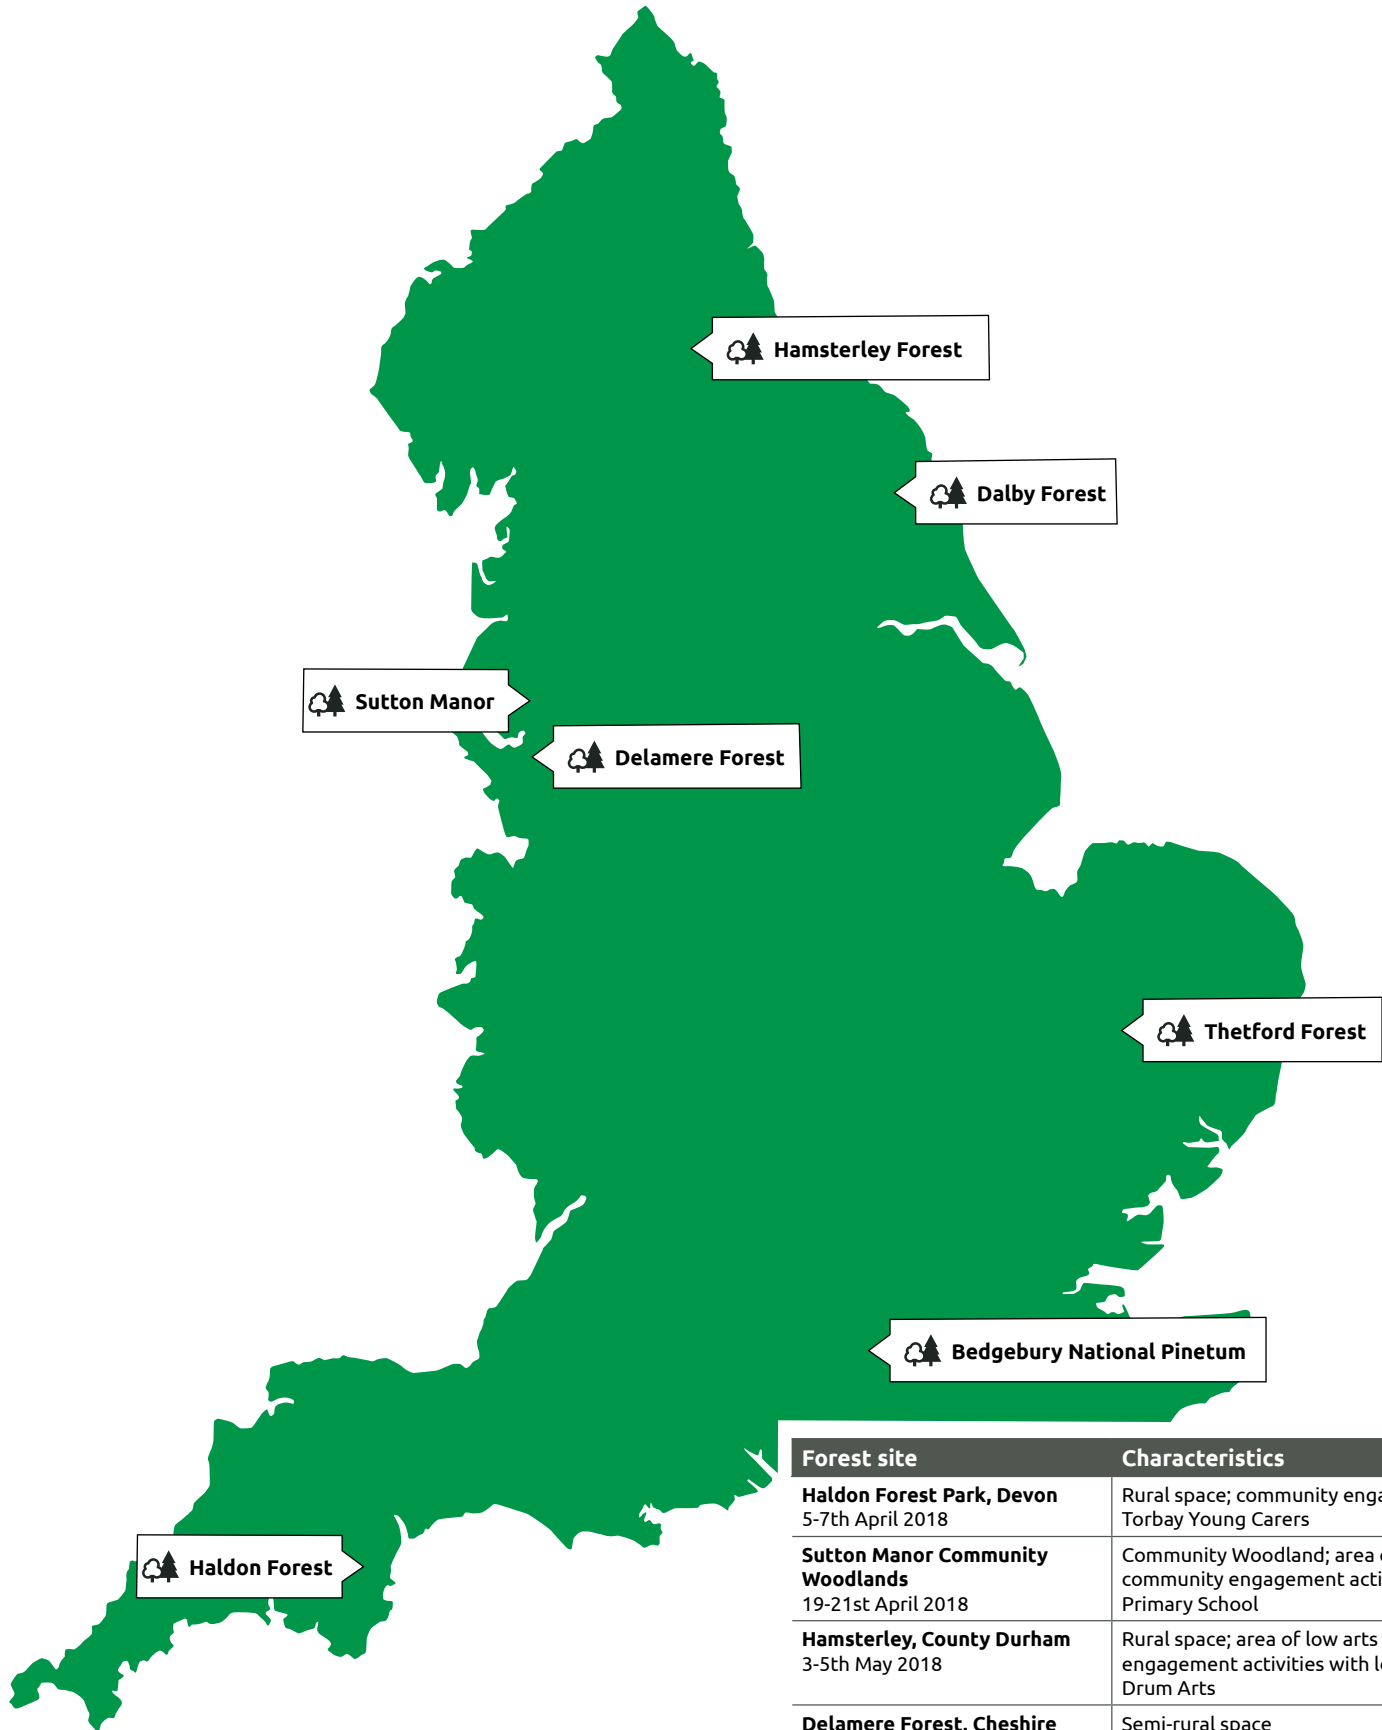 Hamsterley Forest
Dalby Forest
Sutton Manor
Delamere Forest
Thetford Forest
Bedgebury National Pinetum
Haldon Forest
Forest site Characteristics
Haldon Forest Park, Devon
5-7th April 2018
Rural space; community
Torbay Young Carers
Sutton Manor Community
Woodlands
19-21st April 2018
Community Woodland; area
community engagement
Primary School
Hamsterley, County Durham
3-5th May 2018
Rural space; area of low arts
engagement activities with
Drum Arts
Delamere Forest, Cheshire
Semi-rural space